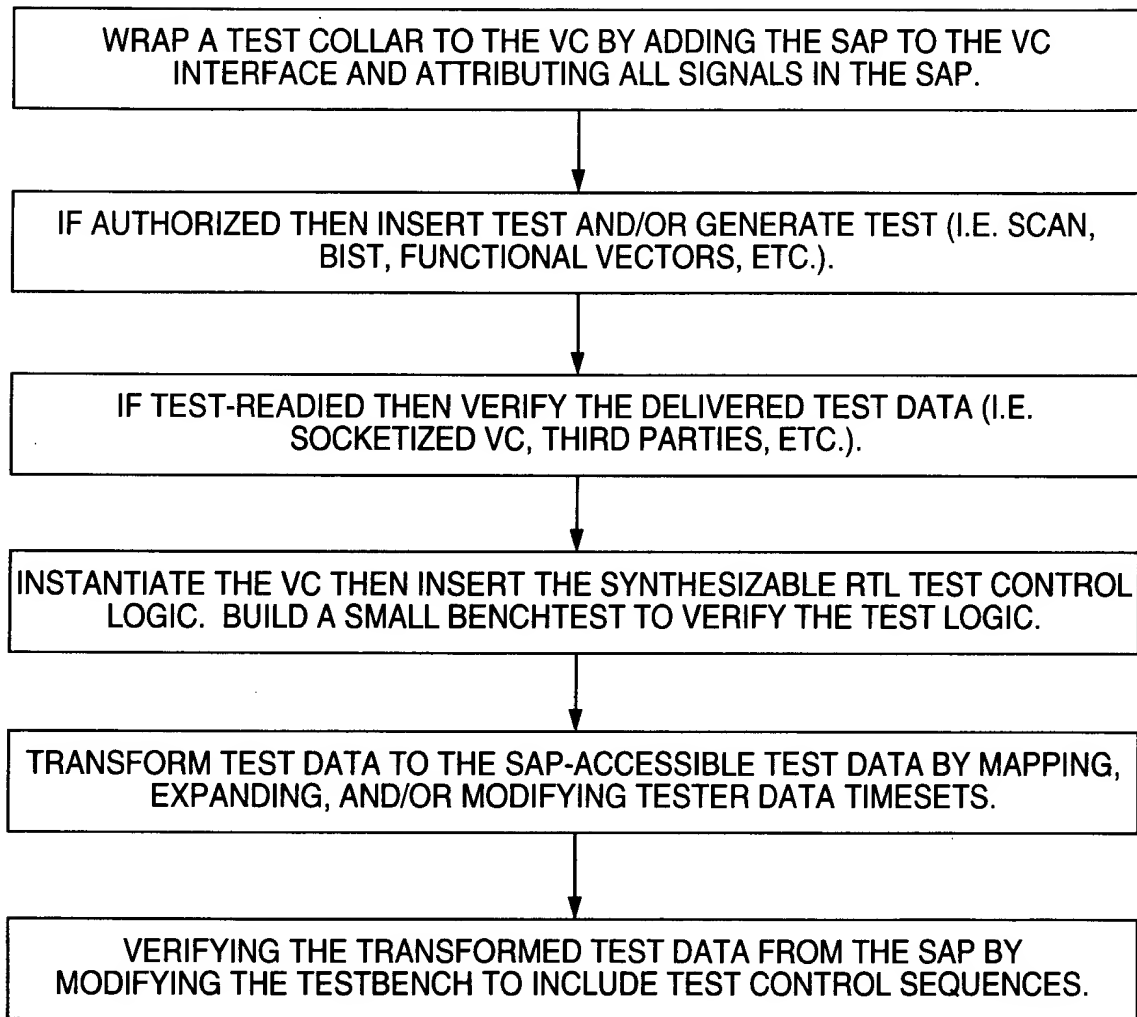 WRAP A TEST COLLAR TO THE VC BY ADDING THE SAP TO THE VC
INTERFACE AND ATTRIBUTING ALL SIGNALS IN THE SAP.
IF AUTHORIZED THEN INSERT TEST AND/OR GENERATE TEST (I.E. SCAN,
BIST, FUNCTIONAL VECTORS, ETC.).
IF TEST-READIED THEN VERIFY THE DELIVERED TEST DATA (I.E.
SOCKETIZED VC, THIRD PARTIES, ETC.).
INSTANTIATE THE VC THEN INSERT THE SYNTHESIZABLE RTL TEST CONTROL
LOGIC. BUILD A SMALL BENCHTEST TO VERIFY THE TEST LOGIC.
TRANSFORM TEST DATA TO THE SAP-ACCESSIBLE TEST DATA BY MAPPING,
EXPANDING, AND/OR MODIFYING TESTER DATA TIMESETS.
VERIFYING THE TRANSFORMED TEST DATA FROM THE SAP BY
MODIFYING THE TESTBENCH TO INCLUDE TEST CONTROL SEQUENCES.